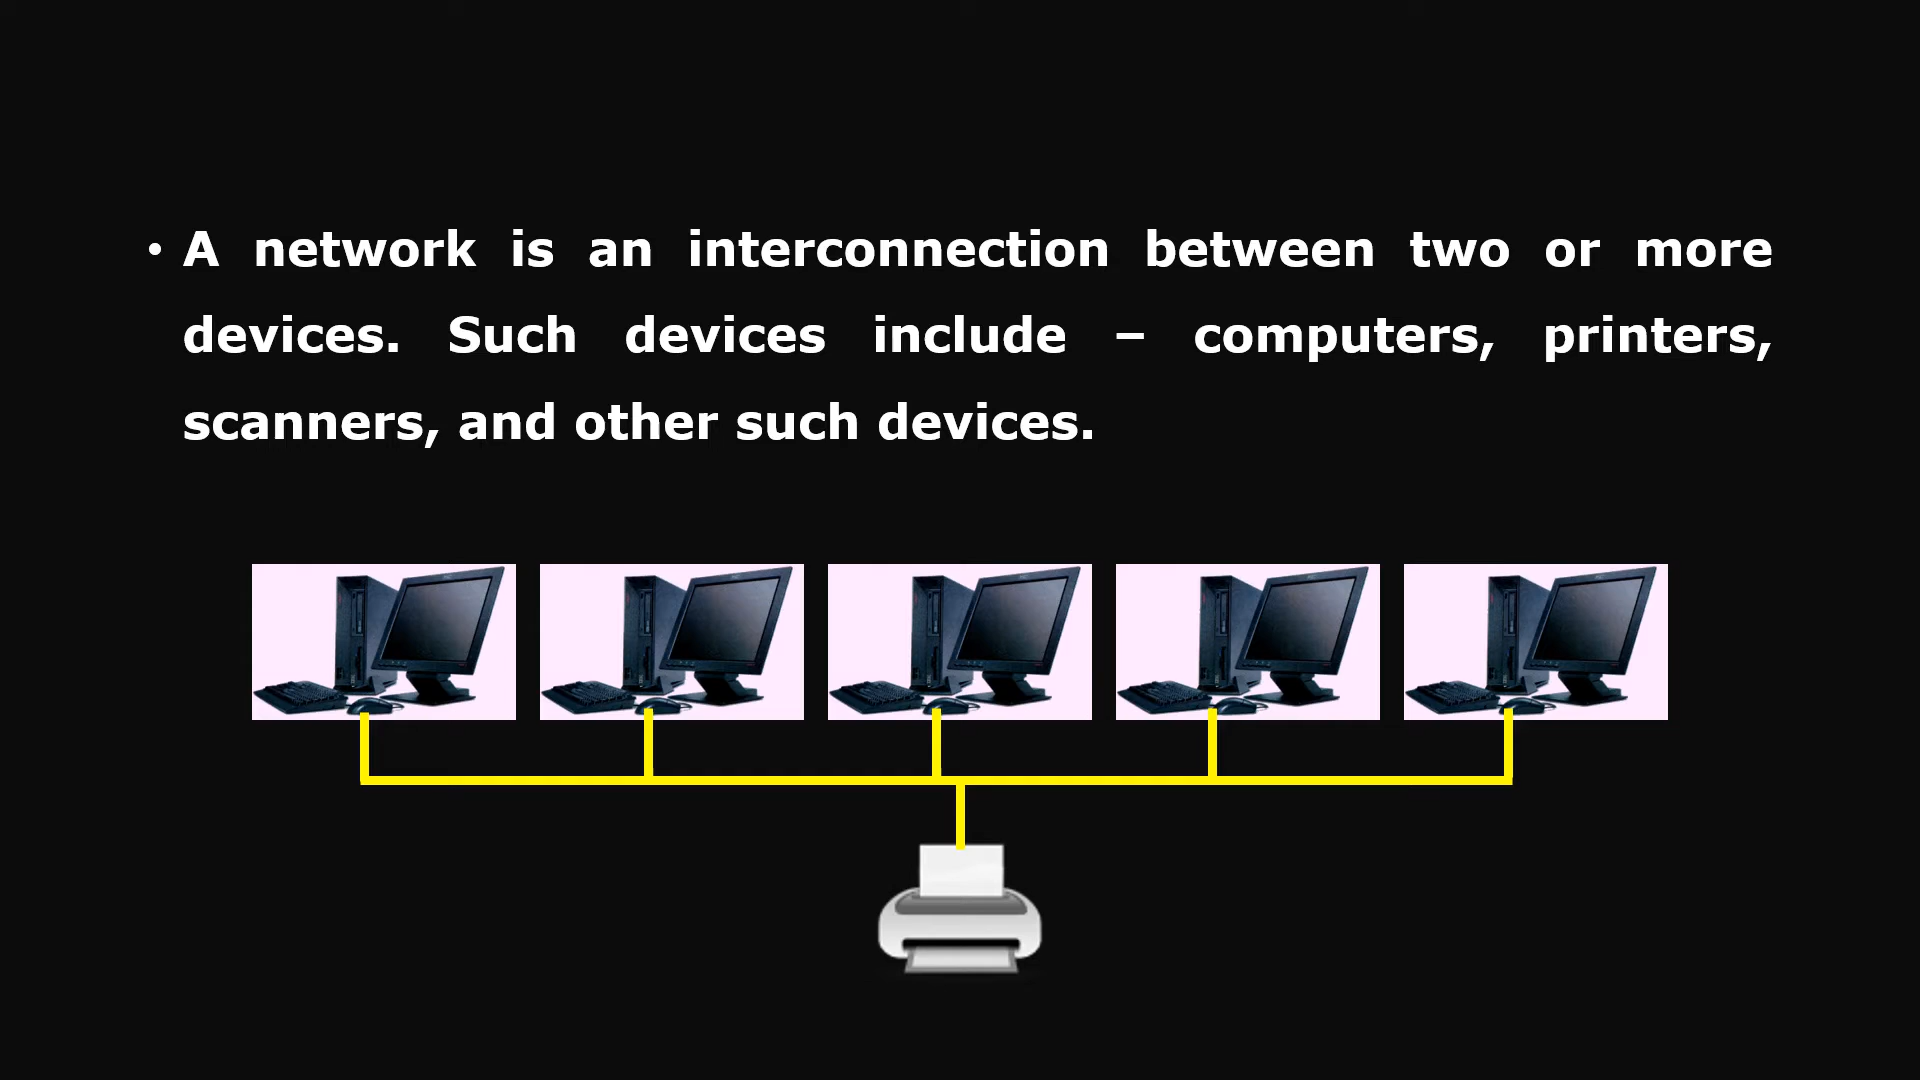 • A network is an interconnection between two or more
devices. Such devices include – computers, printers,
scanners, and other such devices.